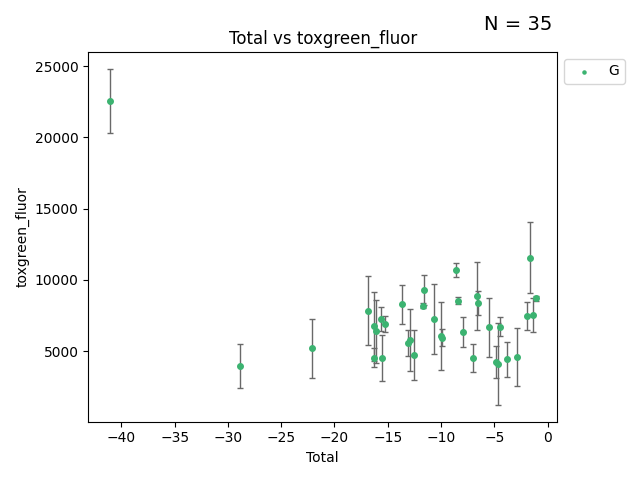 N = 35
Total vs toxgreen_fluor
G
25000
20000
15000
10000
5000
toxgreen_fluor
−40 −35 −30 −25 −20 −15 −10 −5 0
Total